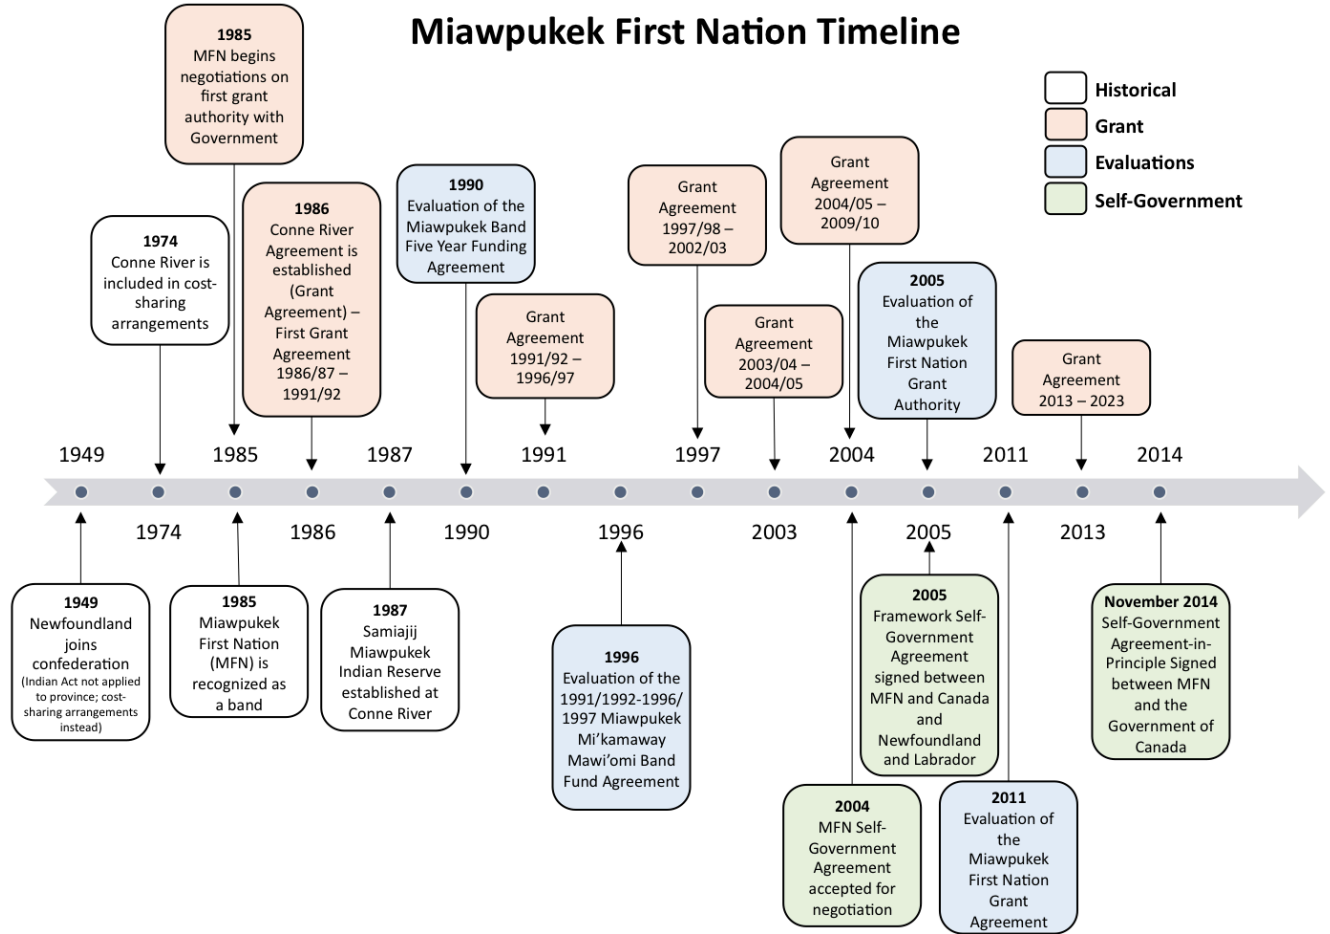 Miawpukek First Nation Timeline
Historical
Grant
Evaluations
Self-Government
1985
MFN begins
negotiations on
first grant
authority with
Government
1974
Conne River is
included in cost-
sharing
arrangements
1986
Conne River
Agreement is
established
(Grant
Agreement) –
First Grant
Agreement
1986/87 –
1991/92
1990
Evaluation of the
Miawpukek Band
Five Year Funding
Agreement
Grant
Agreement
1991/92 –
1996/97
Grant
Agreement
1997/98 –
2002/03
Grant
Agreement
2003/04 –
2004/05
Grant
Agreement
2004/05 –
2009/10
2005
Evaluation of
the
Miawpukek
First Nation
Grant
Authority
Grant
Agreement
2013 – 2023
1949
1985
1987
1991
1997
2004
2011
2014
1974
1986
1990
1996
2003
2005
2013
1949
Newfoundland
joins
confederation
(Indian Act not applied
to province; cost-
sharing arrangements
instead)
1985
Miawpukek
First Nation
(MFN) is
recognized as
a band
1987
Samiajij
Miawpukek
Indian Reserve
established at
Conne River
1996
Evaluation of the
1991/1992-1996/
1997 Miawpukek
Mi’kamaway
Mawi’omi Band
Fund Agreement
2004
MFN Self-
Government
Agreement
accepted for
negotiation
2005
Framework Self-
Government
Agreement
signed between
MFN and Canada
and
Newfoundland
and Labrador
2011
Evaluation of
the
Miawpukek
First Nation
Grant
Agreement
November 2014
Self-Government
Agreement-in-
Principle Signed
between MFN
and the
Government of
Canada